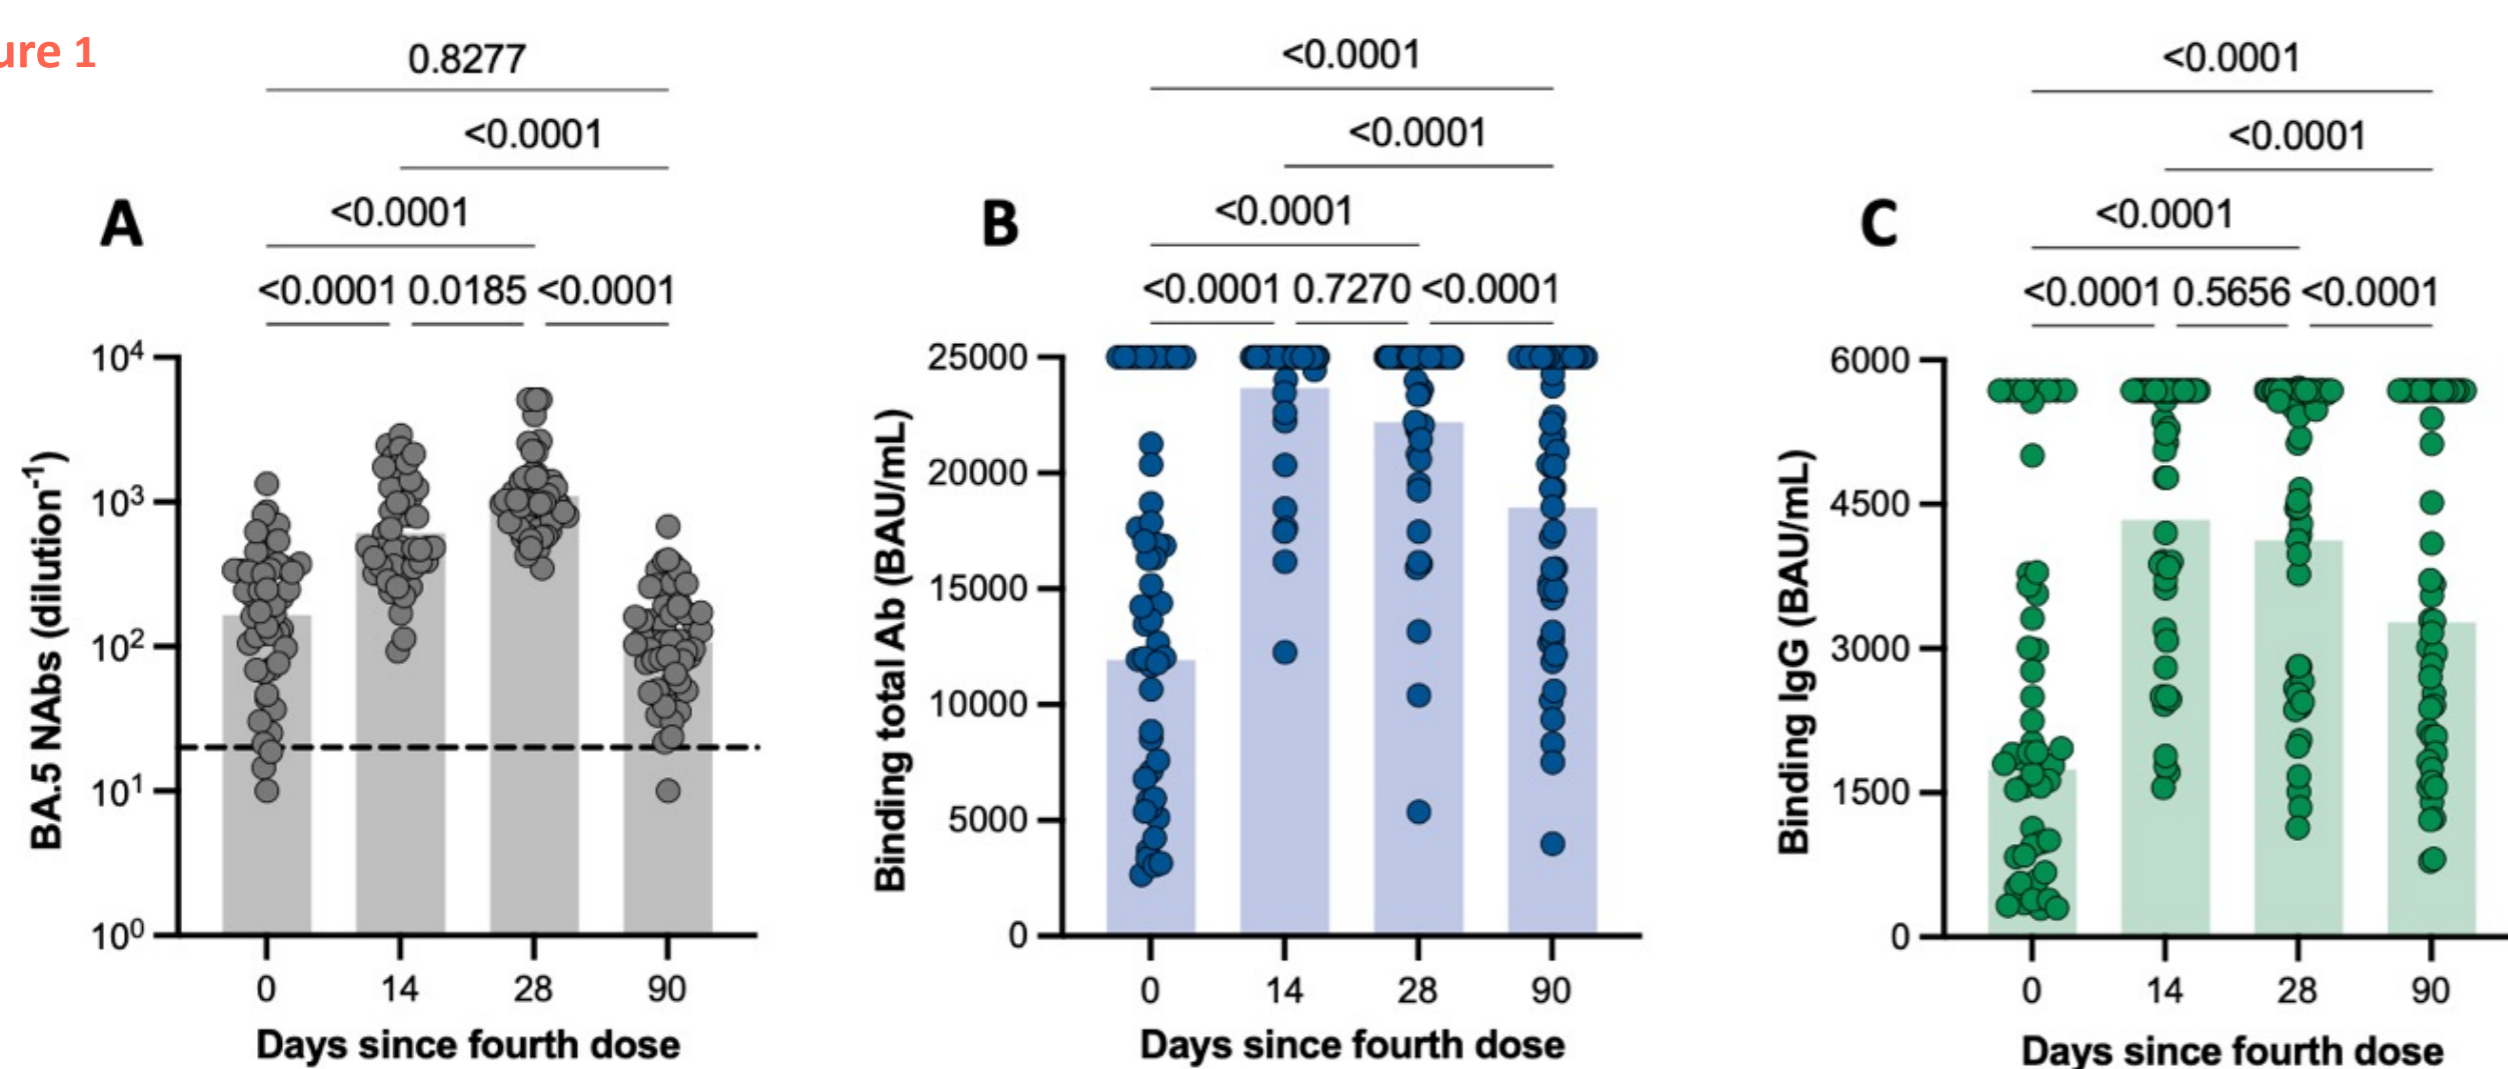 ure 1
A
0.8277
<0.0001
<0.0001
<0.0001 0.0185 <0.0001
BA.5 NAbs (dilution⁻¹)
10⁴
10³
10²
10¹
10⁰
0 14 28 90
Days since fourth dose
B
<0.0001
<0.0001
<0.0001
<0.0001 0.7270 <0.0001
Binding total Ab (BAU/mL)
25000
20000
15000
10000
5000
0
0 14 28 90
Days since fourth dose
C
<0.0001
<0.0001
<0.0001
<0.0001 0.5656 <0.0001
Binding IgG (BAU/mL)
6000
4500
3000
1500
0
0 14 28 90
Days since fourth dose